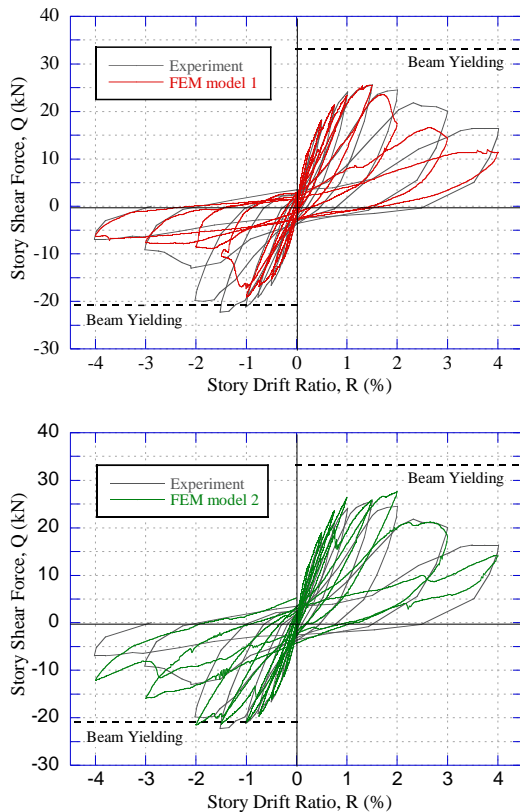 40
30
20
10
0
-10
-20
-30
Story Shear Force, Q (kN)
Experiment
FEM model 1
Beam Yielding
Beam Yielding
-4 -3 -2 -1 0 1 2 3 4
Story Drift Ratio, R (%)
40
30
20
10
0
-10
-20
-30
Story Shear Force, Q (kN)
Experiment
FEM model 2
Beam Yielding
Beam Yielding
-4 -3 -2 -1 0 1 2 3 4
Story Drift Ratio, R (%)